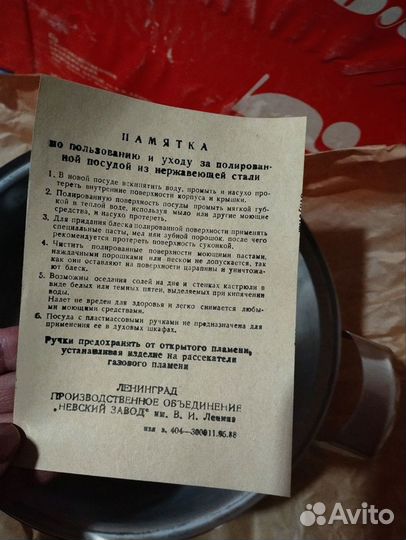 ПАМЯТКА
по пользованию и уходу за полирован-
ной посудой из нержавеющей стали
1. В новой посуде вскипятить воду, промыть и насухо про-
тереть внутренние поверхности корпуса и крышки.
2. Полированную поверхность посуды промыть мягкой губ-
кой в теплой воде, используя мыло или другие моющие
средства, и насухо протереть.
3. Для придания блеска полированной поверхности применять
специальные пасты, мел или зубной порошок, после чего
рекомендуется протереть поверхность суконкой.
4. Чистить полированные поверхности моющими пастами,
наждачными порошками или песком не допускается, так
как они оставляют на поверхности царапины и уничтожа-
ют блеск.
5. Возможны оседания солей на дне и стенках кастрюли в
виде белых или темных пятен, выделяемых при кипячении
воды.
Налет не вреден для здоровья и легко снимается любы-
ми моющими средствами.
6. Посуда с пластмассовыми ручками не предназначена для
применения ее в духовых шкафах.
Ручки предохранять от открытого пламени,
устанавливая изделие на рассекатели
газового пламени
ЛЕНИНГРАД
ПРОИЗВОДСТВЕННОЕ ОБЪЕДИНЕНИЕ
„НЕВСКИЙ ЗАВОД" им. В. И. Ленина
Avito